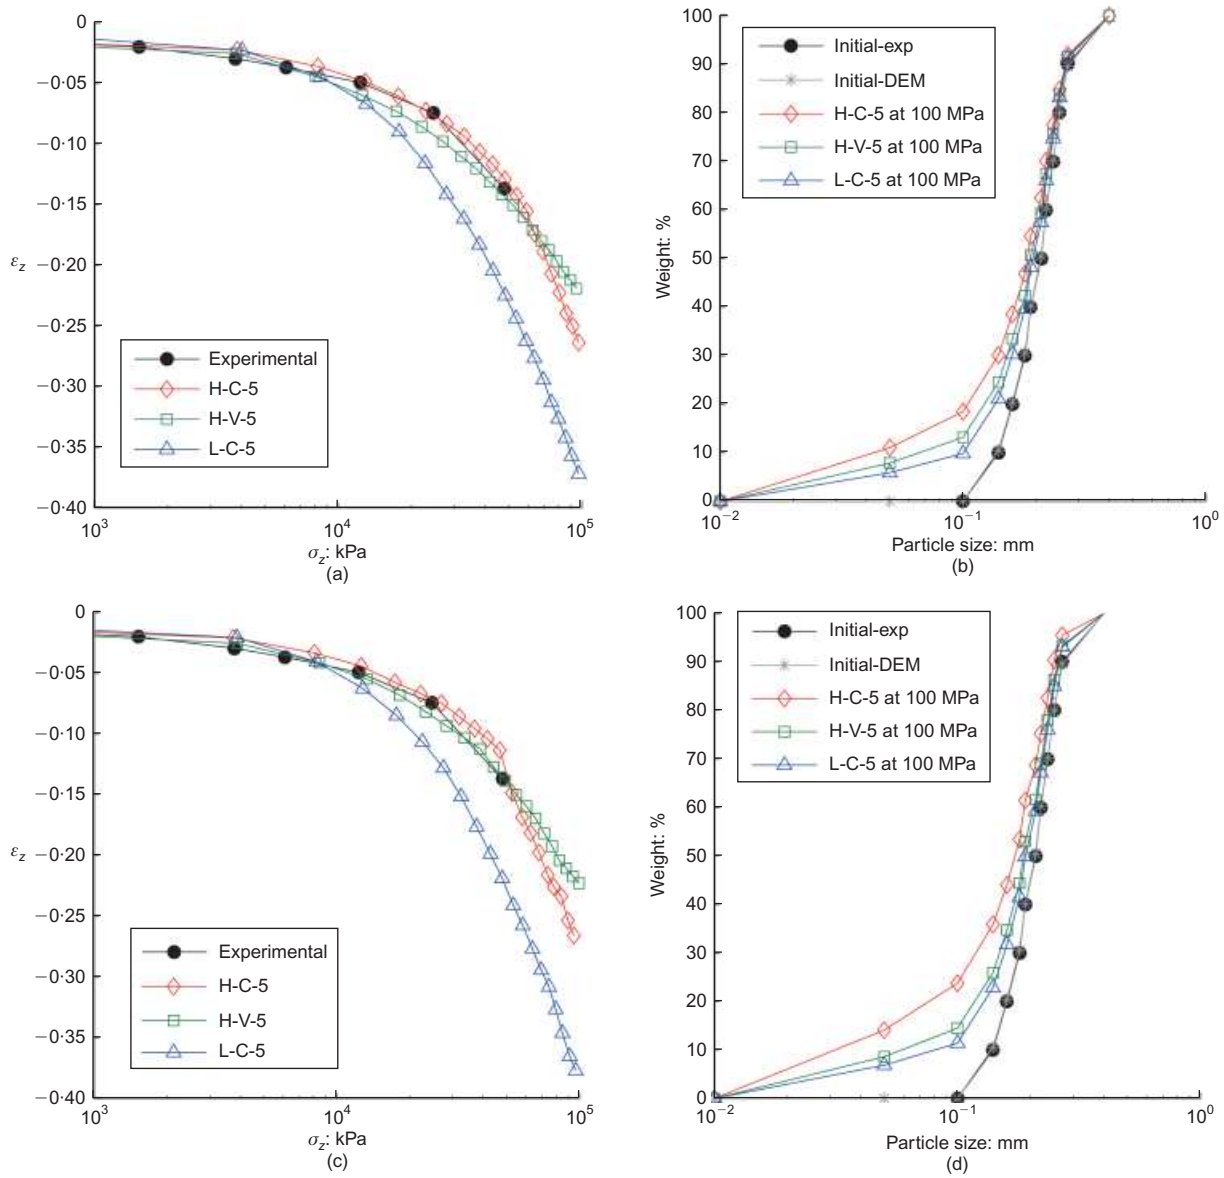 0
−0·05
−0·10
−0·15
εz −0·20
−0·25
−0·30
−0·35
−0·40
10³ 10⁴ 10⁵
σz: kPa
(a)
Experimental
H-C-5
H-V-5
L-C-5
100
90
80
70
60
50
40
30
20
10
0
Weight: %
10−2 10−1 10⁰
Particle size: mm
(b)
Initial-exp
Initial-DEM
H-C-5 at 100 MPa
H-V-5 at 100 MPa
L-C-5 at 100 MPa
0
−0·05
−0·10
−0·15
εz −0·20
−0·25
−0·30
−0·35
−0·40
10³ 10⁴ 10⁵
σz: kPa
(c)
Experimental
H-C-5
H-V-5
L-C-5
100
90
80
70
60
50
40
30
20
10
0
Weight: %
10−2 10−1 10⁰
Particle size: mm
(d)
Initial-exp
Initial-DEM
H-C-5 at 100 MPa
H-V-5 at 100 MPa
L-C-5 at 100 MPa